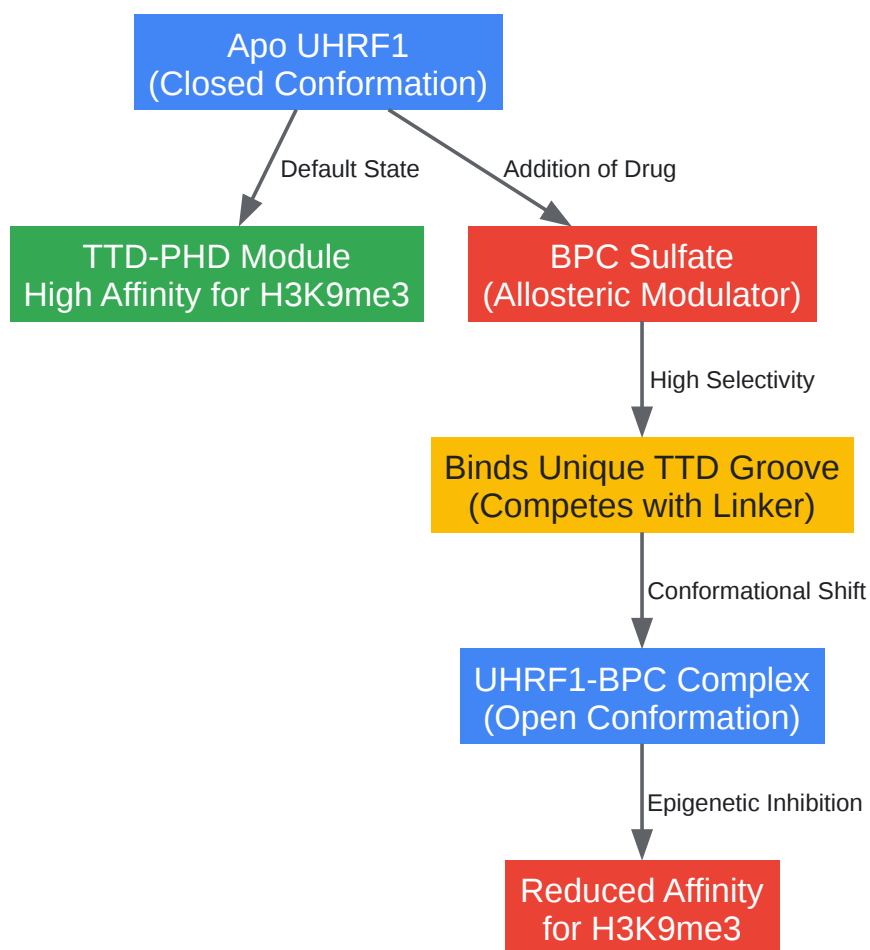 Apo UHRF1
(Closed Conformation)
Default State
Addition of Drug
TTD-PHD Module
High Affinity for H3K9me3
BPC Sulfate
(Allosteric Modulator)
High Selectivity
Binds Unique TTD Groove
(Competes with Linker)
Conformational Shift
UHRF1-BPC Complex
(Open Conformation)
Epigenetic Inhibition
Reduced Affinity
for H3K9me3